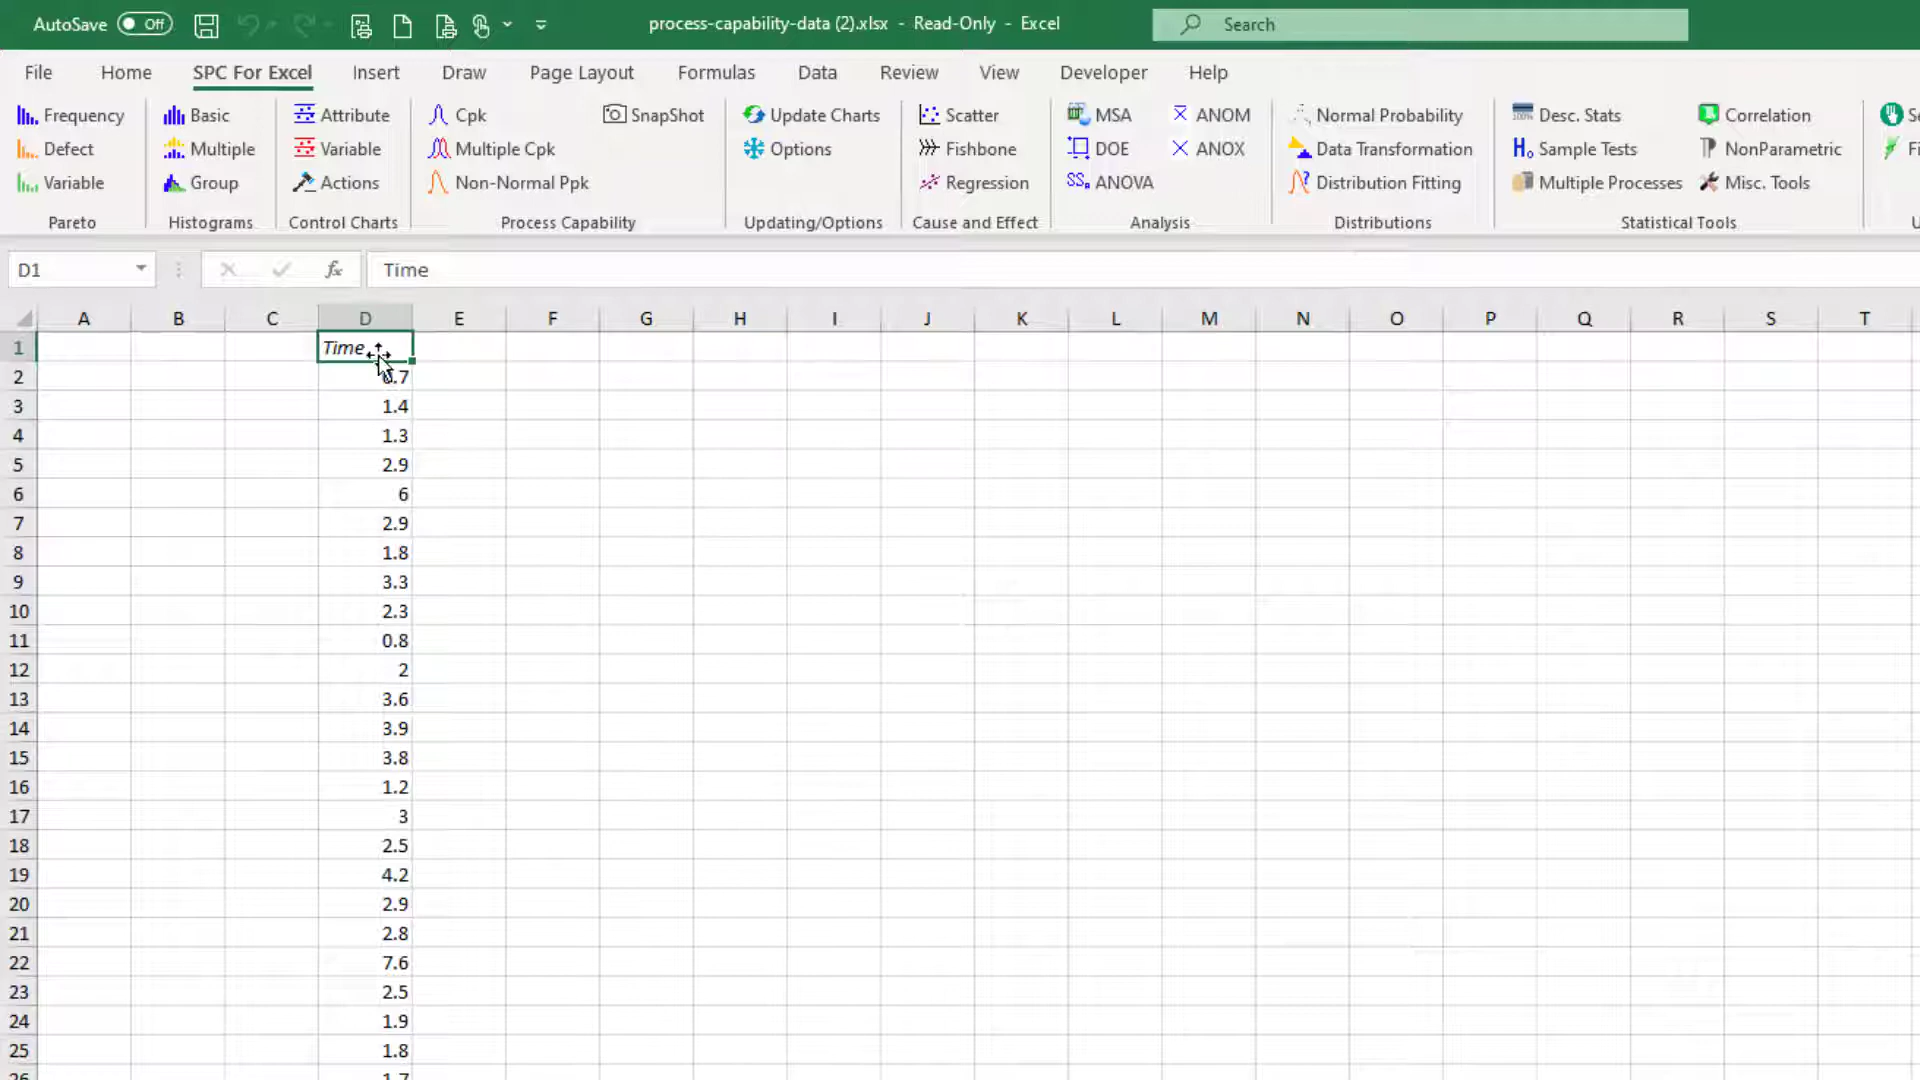 AutoSave Off process-capability-data (2).xlsx - Read-Only - Excel Search
File Home SPC For Excel Insert Draw Page Layout Formulas Data Review View Developer Help
Frequency Basic Attribute Cpk SnapShot Update Charts Scatter MSA ANOM Normal Probability Desc. Stats Correlation
Defect Multiple Variable Multiple Cpk Options Fishbone DOE ANOX Data Transformation Sample Tests NonParametric
Variable Group Actions Non-Normal Ppk Regression ANOVA Distribution Fitting Multiple Processes Misc. Tools
Pareto Histograms Control Charts Process Capability Updating/Options Cause and Effect Analysis Distributions Statistical Tools
D1 fx Time
A B C D E F G H I J K L M N O P Q R S T
1 Time
2
3 1.4
4 1.3
5 2.9
6 6
7 2.9
8 1.8
9 3.3
10 2.3
11 0.8
12 2
13 3.6
14 3.9
15 3.8
16 1.2
17 3
18 2.5
19 4.2
20 2.9
21 2.8
22 7.6
23 2.5
24 1.9
25 1.8